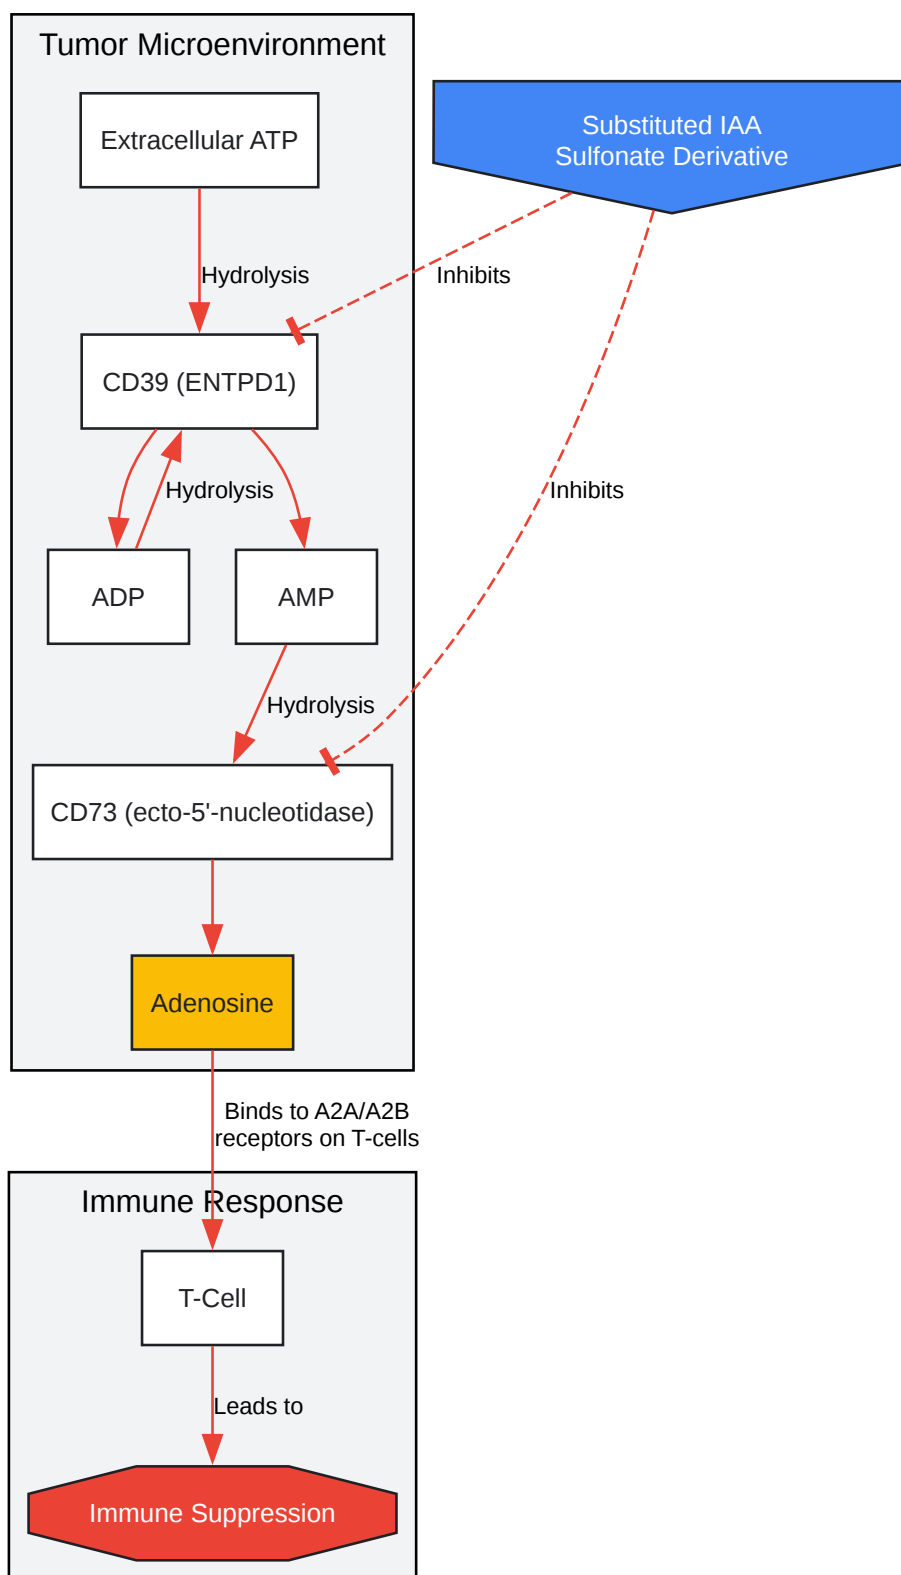 Tumor Microenvironment
Extracellular ATP
Substituted IAA
Sulfonate Derivative
Hydrolysis
Inhibits
CD39 (ENTPD1)
Hydrolysis
Inhibits
ADP
AMP
Hydrolysis
CD73 (ecto-5'-nucleotidase)
Adenosine
Binds to A2A/A2B
receptors on T-cells
Immune Response
T-Cell
Leads to
Immune Suppression